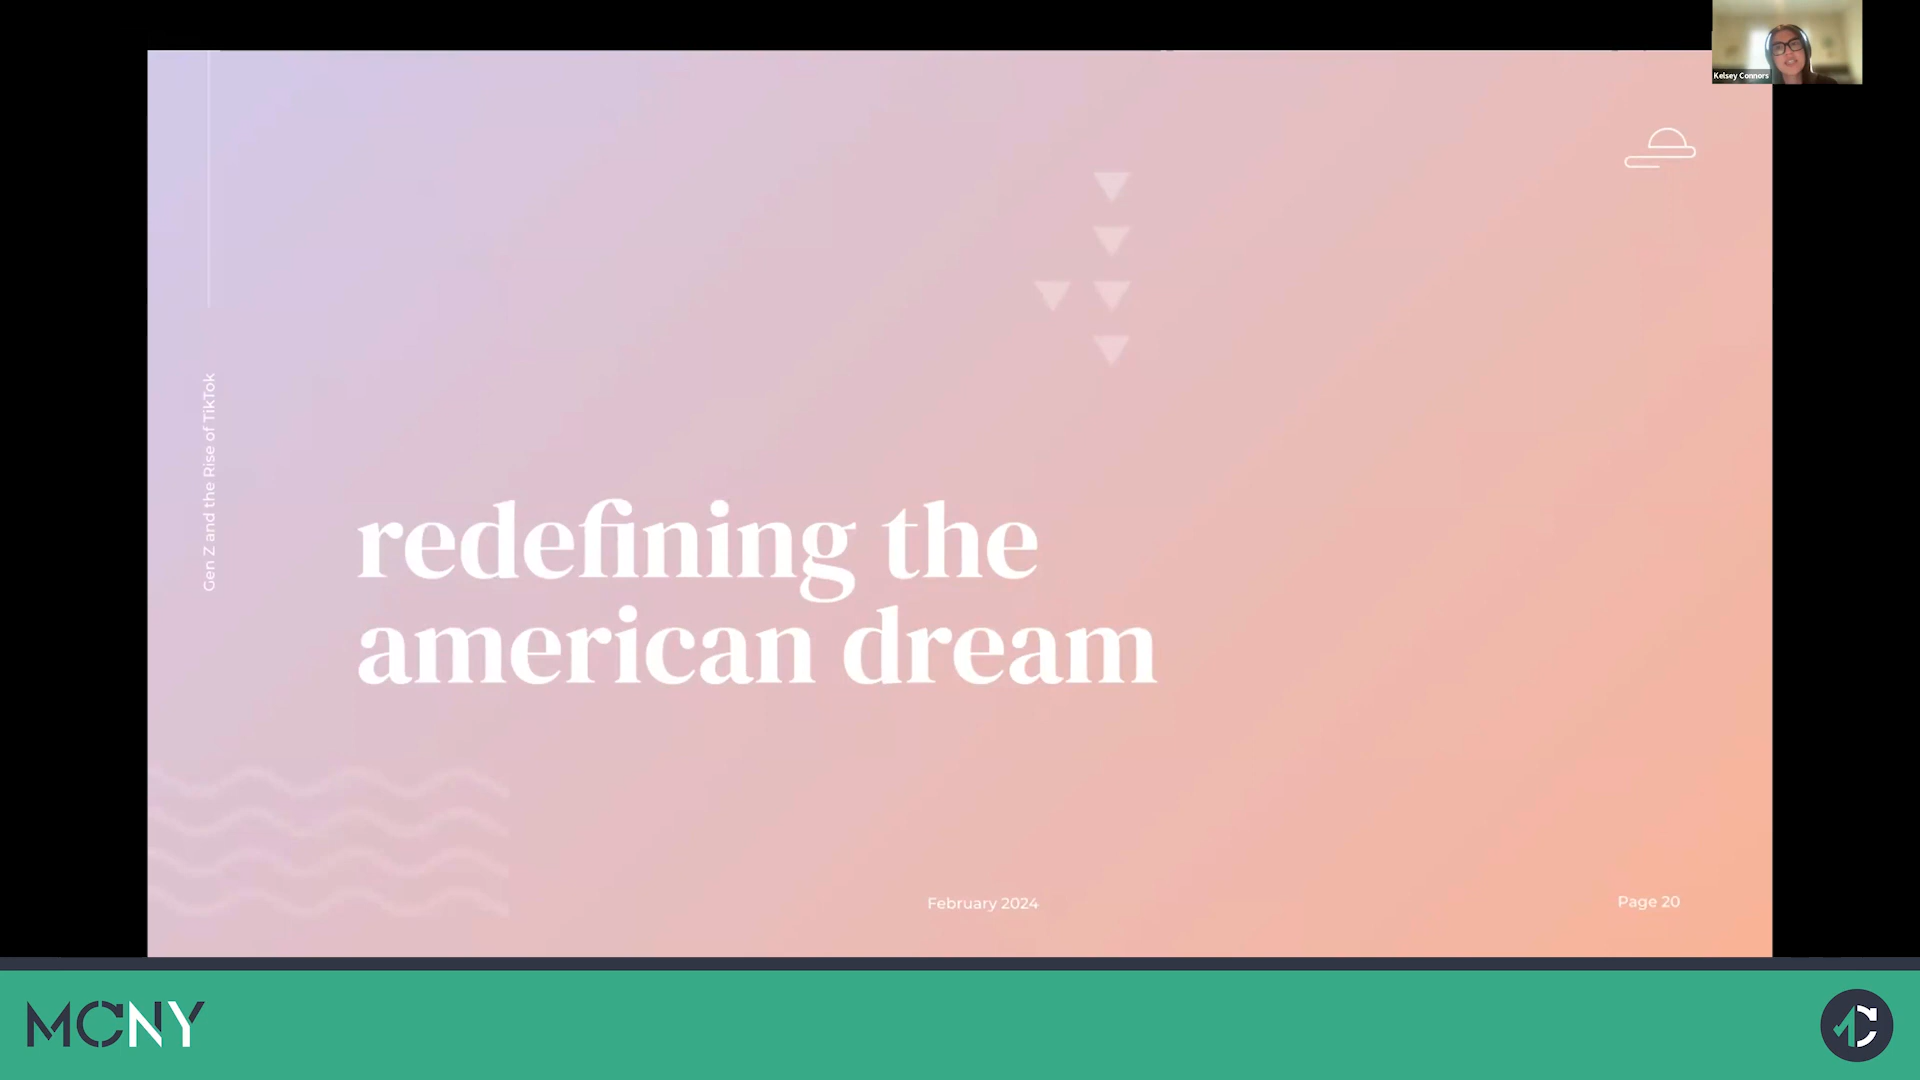 Kelsey Connors
Gen Z and the Rise of TikTok
redefining the
american dream
February 2024
Page 20
MCNY